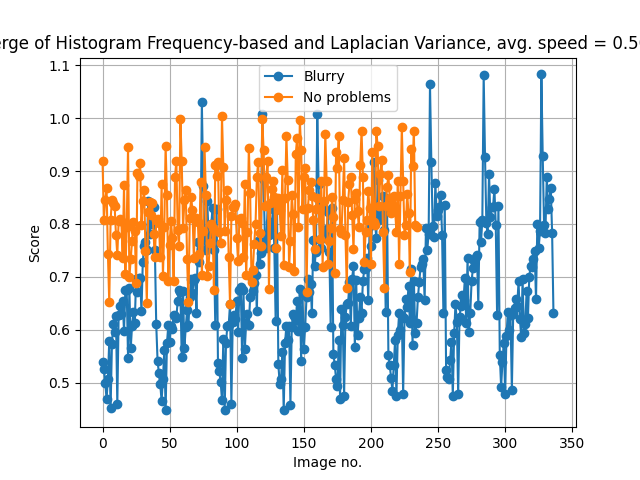 erge of Histogram Frequency-based and Laplacian Variance, avg. speed = 0.5
Blurry
No problems
Score
1.1
1.0
0.9
0.8
0.7
0.6
0.5
0 50 100 150 200 250 300 350
Image no.